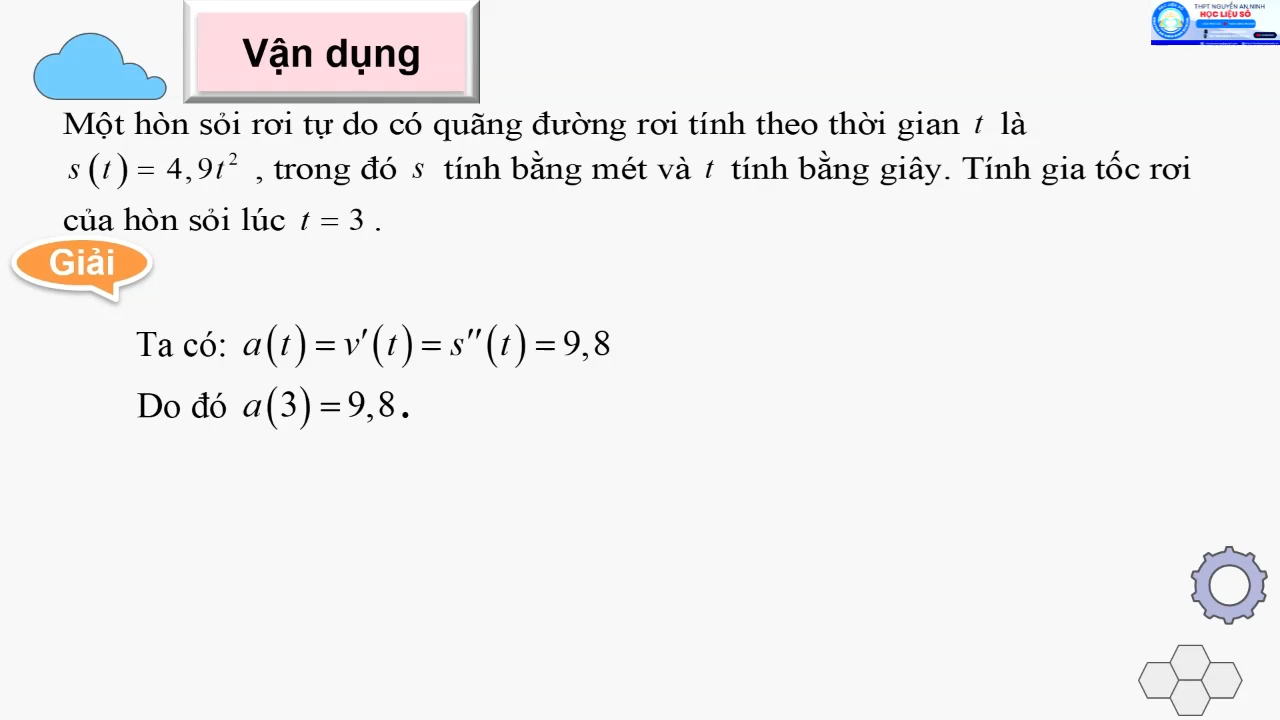 THPT NGUYỄN AN NINH
HỌC LIỆU SỐ
Vận dụng
Một hòn sỏi rơi tự do có quãng đường rơi tính theo thời gian t là
s(t) = 4,9t² , trong đó s tính bằng mét và t tính bằng giây. Tính gia tốc rơi
của hòn sỏi lúc t = 3 .
Giải
Ta có: a(t) = v′(t) = s″(t) = 9,8
Do đó a(3) = 9,8.